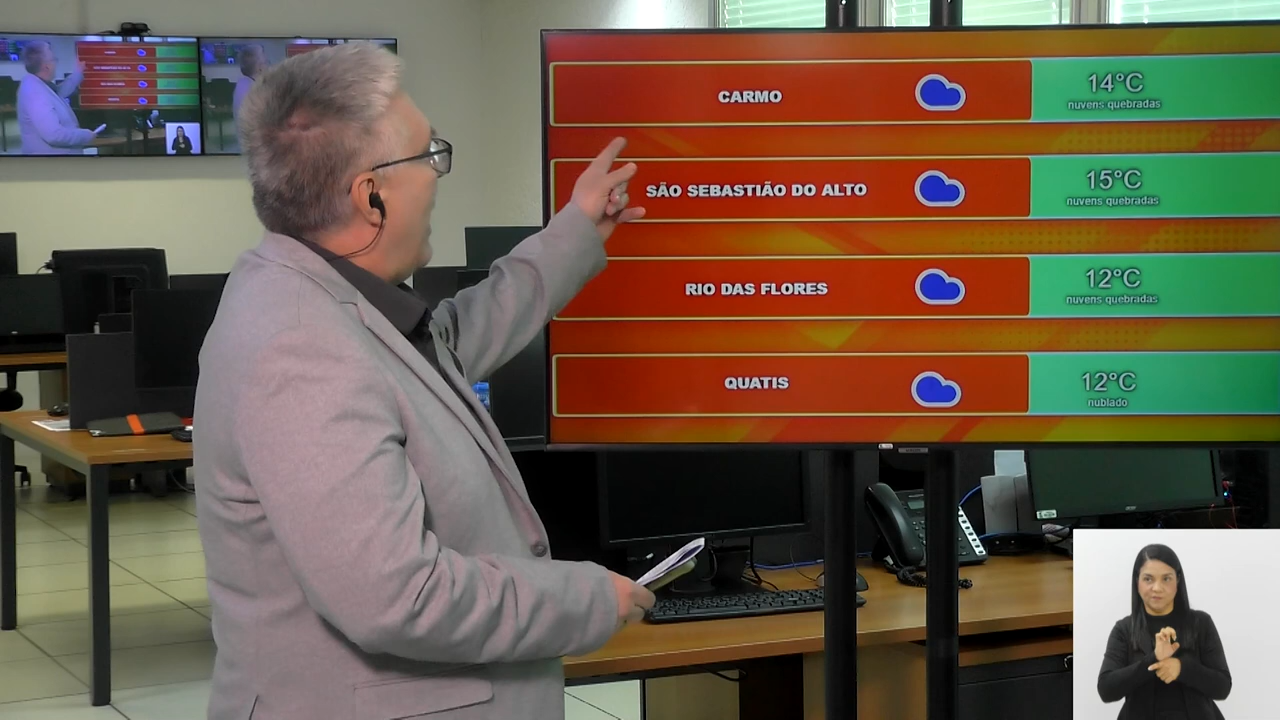 CARMO
14°C
nuvens quebradas
SÃO SEBASTIÃO DO ALTO
15°C
nuvens quebradas
RIO DAS FLORES
12°C
nuvens quebradas
QUATIS
12°C
nublado